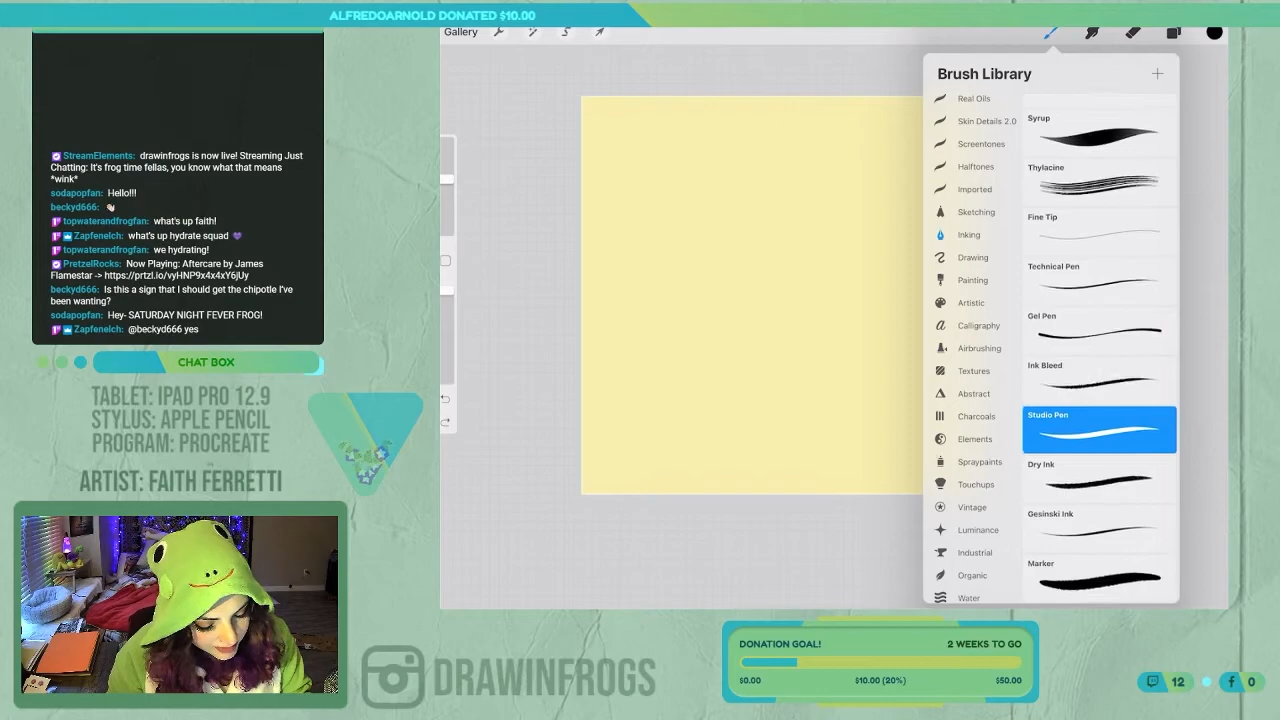 ALFREDOARNOLD DONATED $10.00
StreamElements: drawinfrogs is now live! Streaming Just
Chatting: It's frog time fellas, you know what that means
*wink*
sodapopfan: Hello!!!
beckyd666: 👋🏻
topwaterandfrogfan: what's up faith!
Zapfenelch: what's up hydrate squad 💜
topwaterandfrogfan: we hydrating!
PretzelRocks: Now Playing: Aftercare by James
Flamestar -> https://prtzl.io/vyHNP9x4x4xY6jUy
beckyd666: Is this a sign that I should get the chipotle I've
been wanting?
sodapopfan: Hey- SATURDAY NIGHT FEVER FROG!
Zapfenelch: @beckyd666 yes
CHAT BOX
TABLET: IPAD PRO 12.9
STYLUS: APPLE PENCIL
PROGRAM: PROCREATE
ARTIST: FAITH FERRETTI
Gallery
Brush Library
Real Oils
Skin Details 2.0
Screentones
Halftones
Imported
Sketching
Inking
Drawing
Painting
Artistic
Calligraphy
Airbrushing
Textures
Abstract
Charcoals
Elements
Spraypaints
Touchups
Vintage
Luminance
Industrial
Organic
Water
Syrup
Thylacine
Fine Tip
Technical Pen
Gel Pen
Ink Bleed
Studio Pen
Dry Ink
Gesinski Ink
Marker
DRAWINFROGS
DONATION GOAL! 2 WEEKS TO GO
$0.00 $10.00 (20%) $50.00
12 0